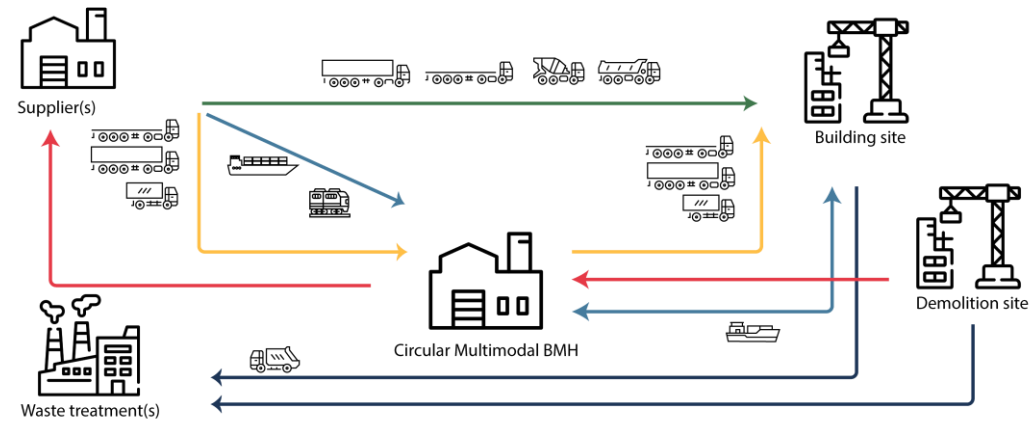 Supplier(s)
Building site
Demolition site
Circular Multimodal BMH
Waste treatment(s)